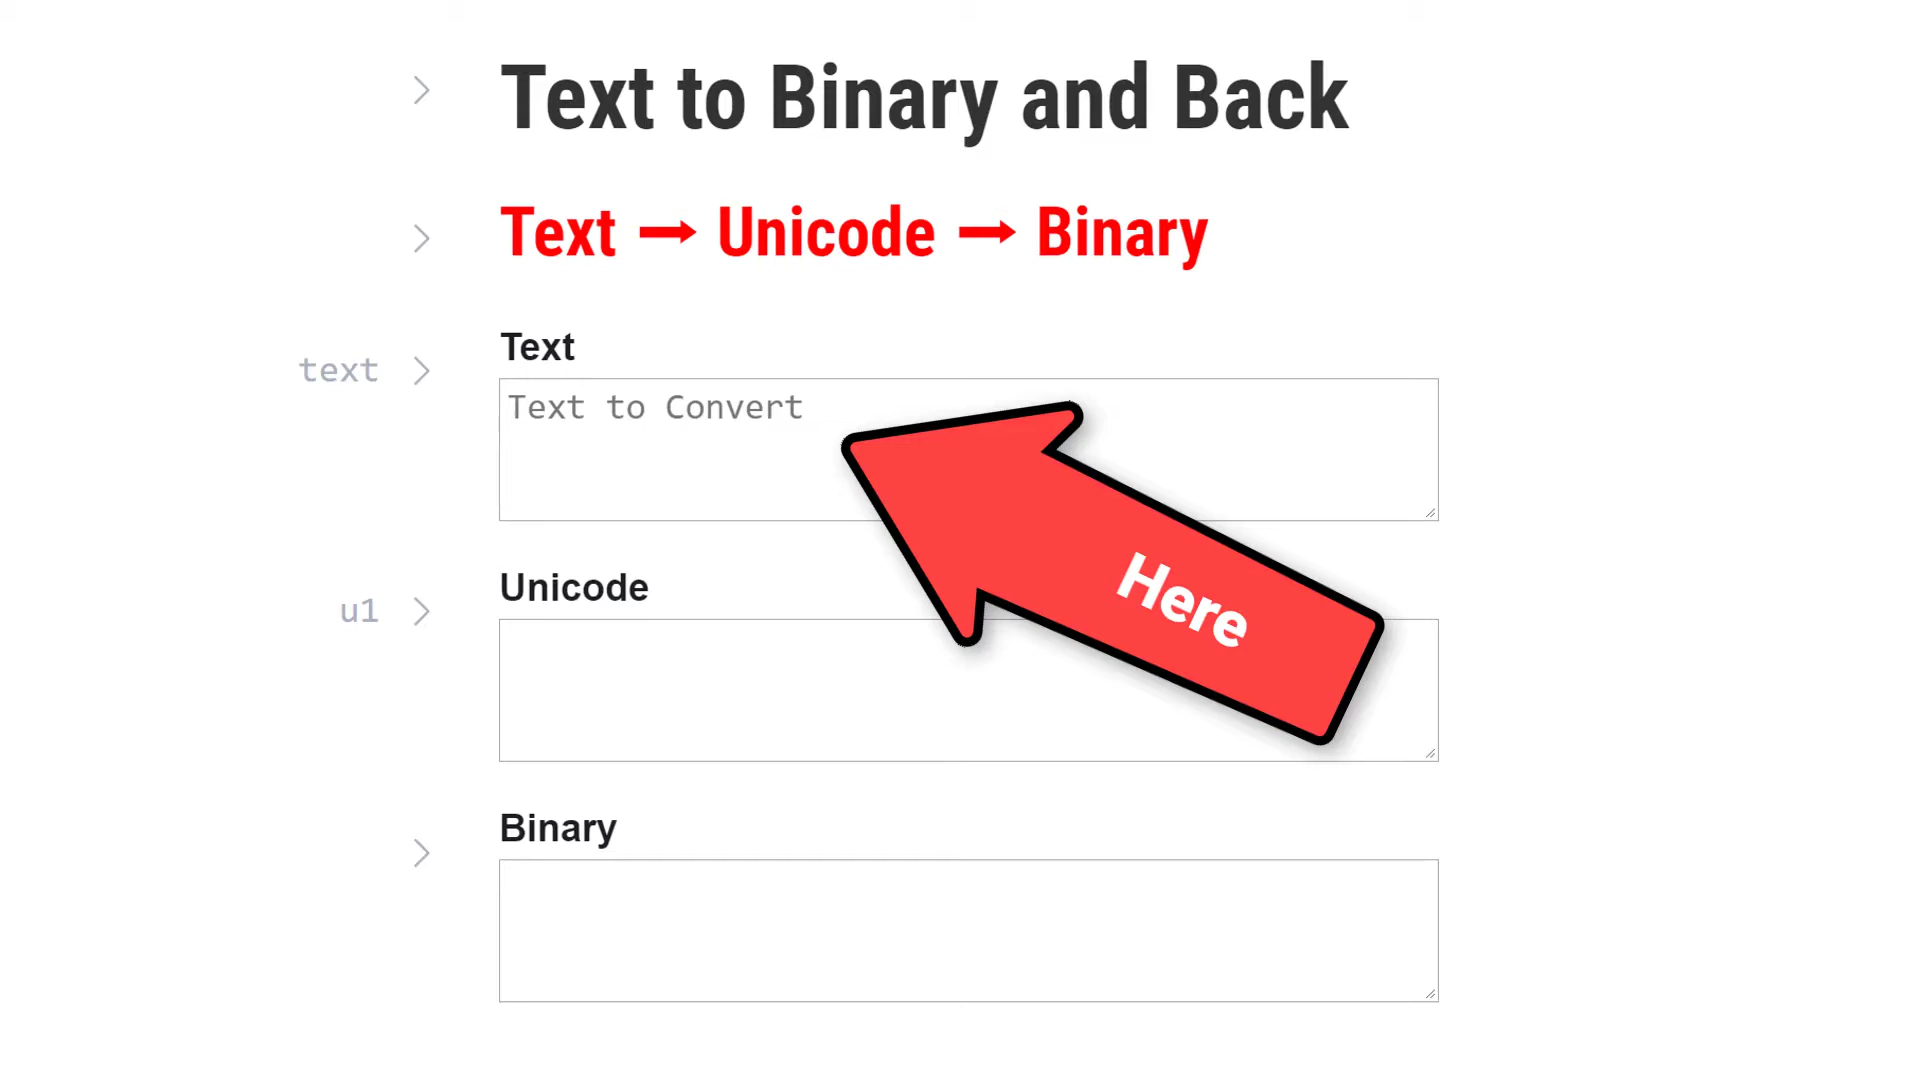 Text to Binary and Back
Text → Unicode → Binary
Text
text
Text to Convert
Here
Unicode
u1
Binary